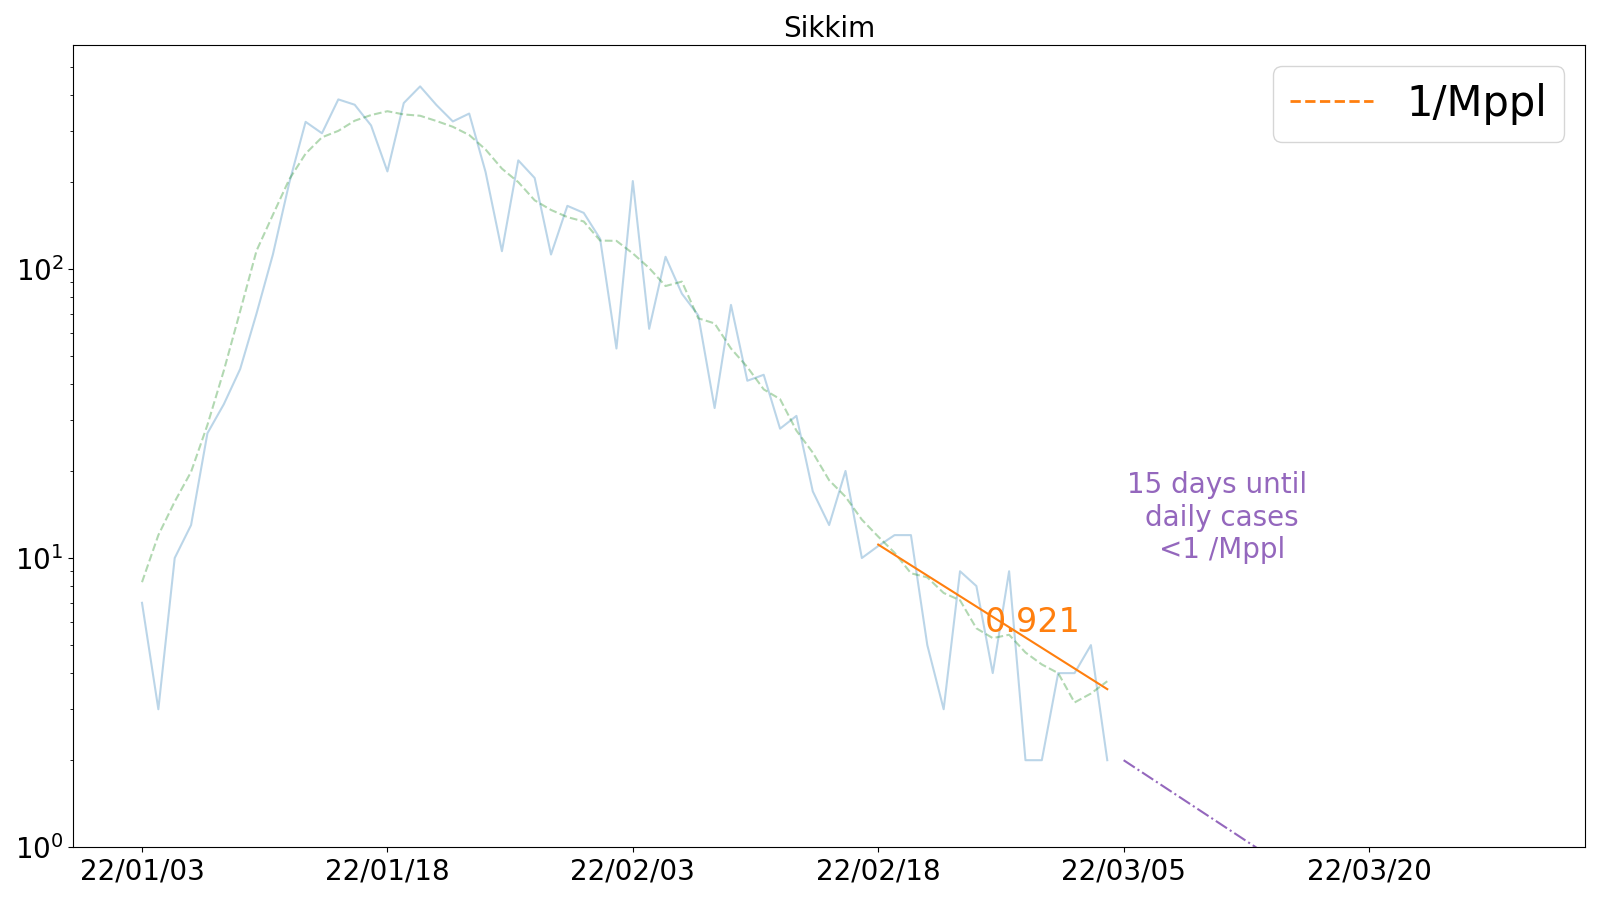 Sikkim
1/Mppl
10²
10¹
10⁰
15 days until
daily cases
<1 /Mppl
0.921
22/01/03 22/01/18 22/02/03 22/02/18 22/03/05 22/03/20